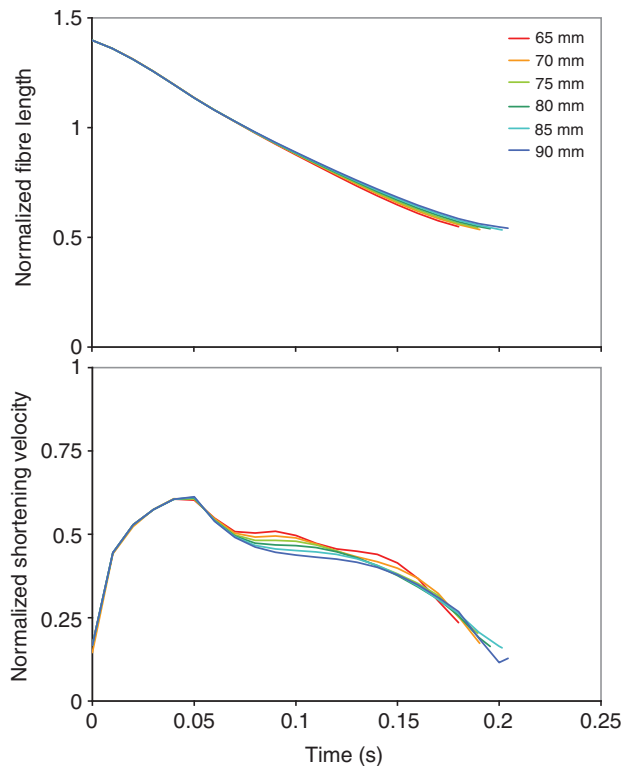 Normalized fibre length
1.5
1
0.5
0
65 mm
70 mm
75 mm
80 mm
85 mm
90 mm
Normalized shortening velocity
1
0.75
0.5
0.25
0
0
0.05
0.1
0.15
0.2
0.25
Time (s)